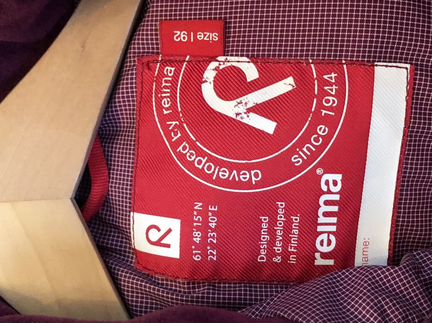 size | 92
developed by reima
since 1944
61° 48' 15" N
22° 23' 40" E
Designed
& developed
in Finland.
reima®
name: